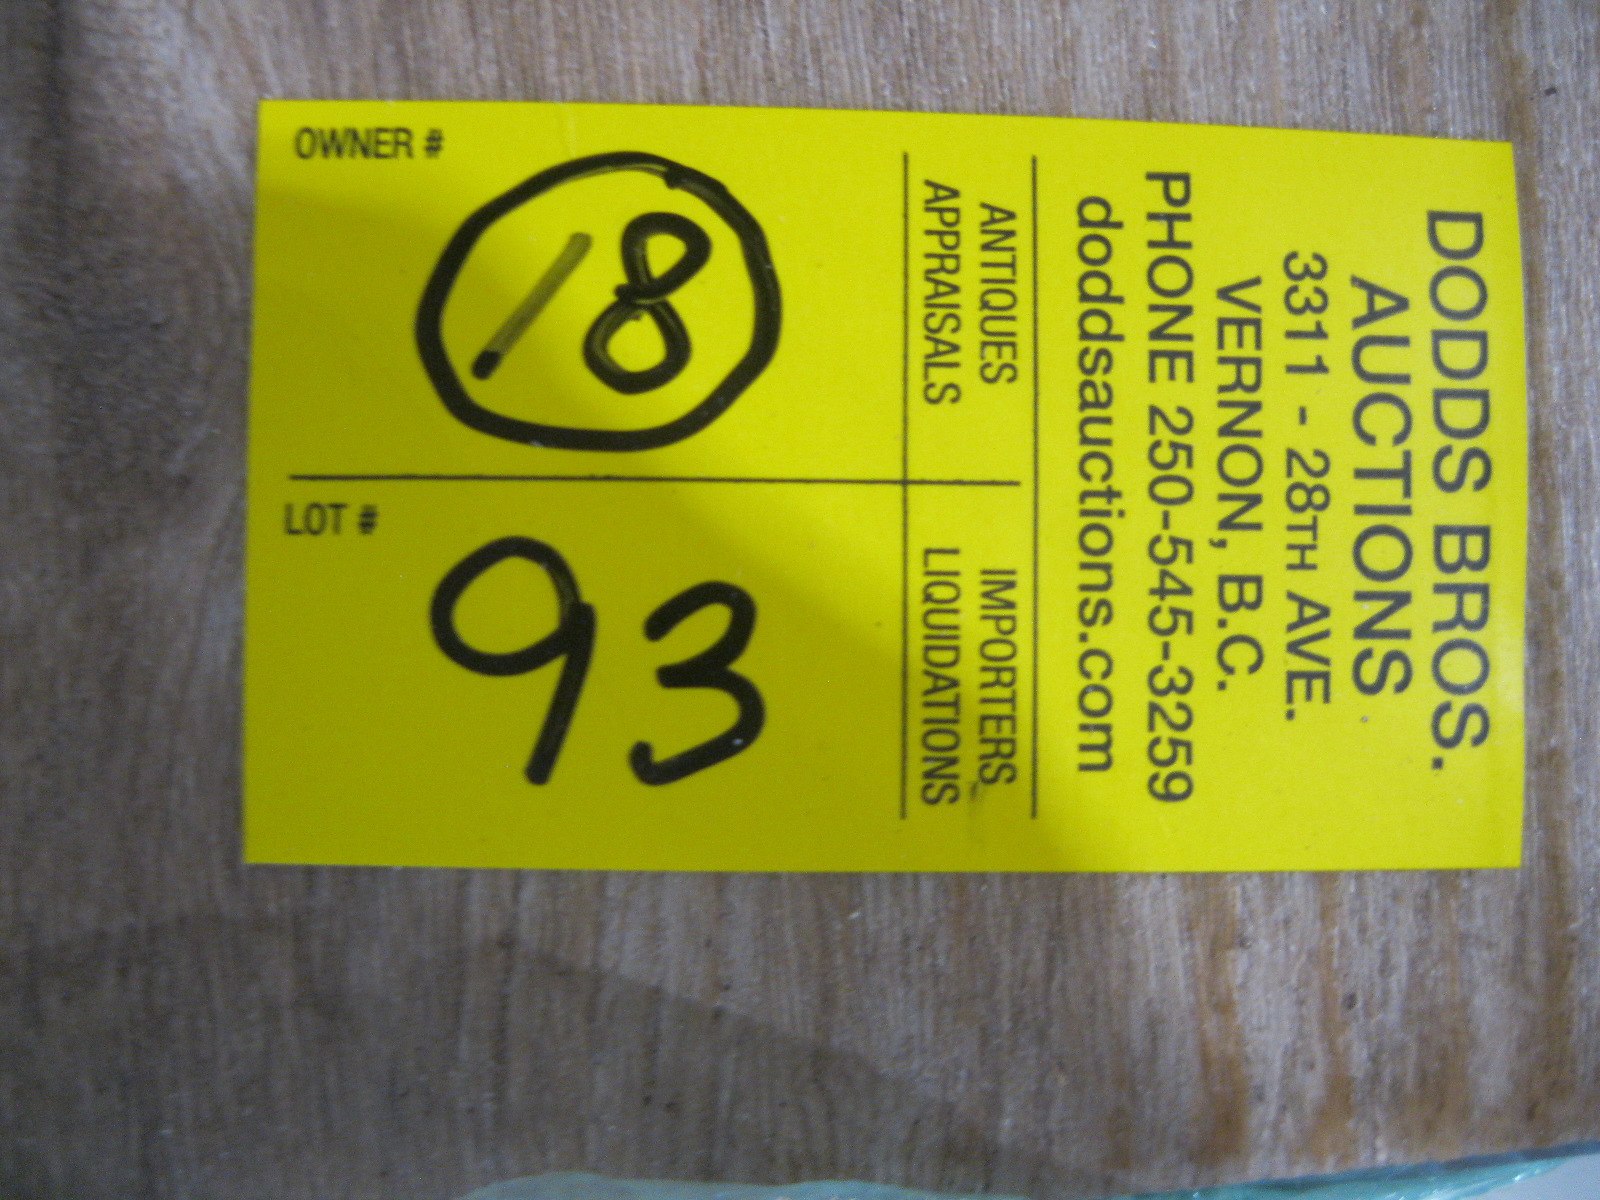 DODDS BROS.
AUCTIONS
3311 - 28TH AVE.
VERNON, B.C.
PHONE 250-545-3259
doddsauctions.com
ANTIQUES
APPRAISALS
IMPORTERS
LIQUIDATIONS
OWNER #
18
LOT #
93